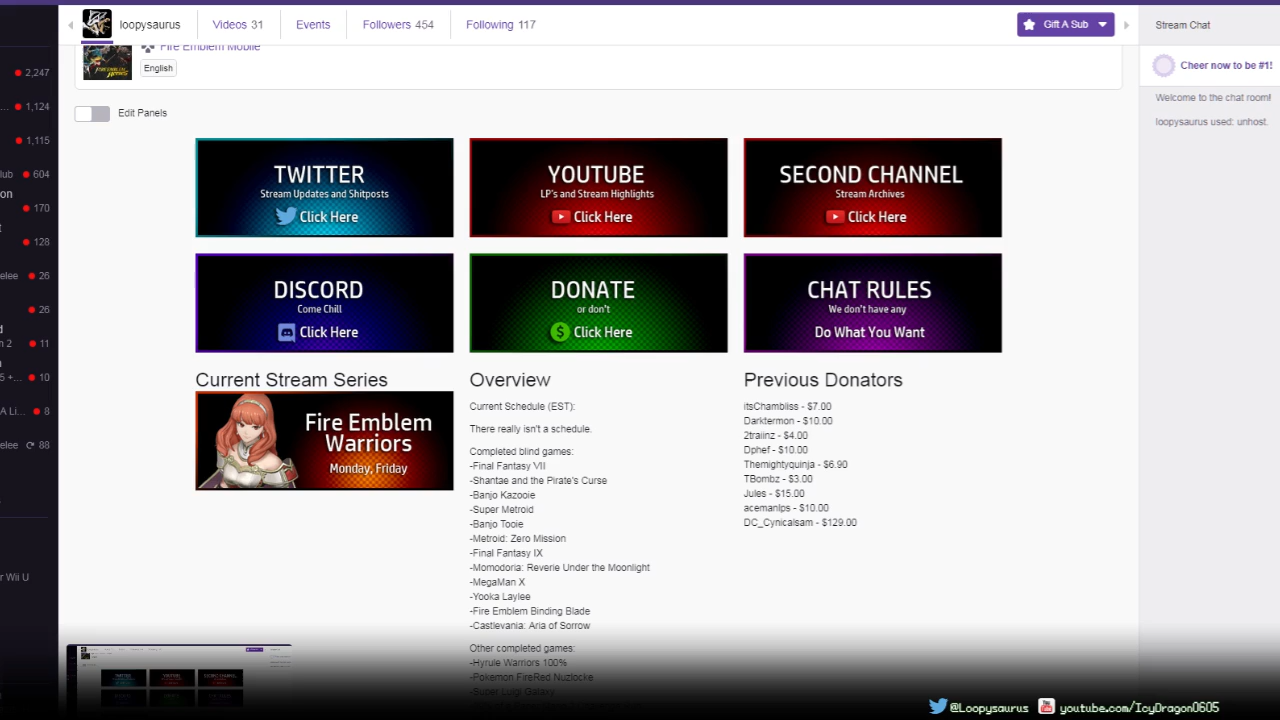 loopysaurus
Videos 31
Events
Followers 454
Following 117
Gift A Sub
Stream Chat
Fire Emblem Mobile
English
Cheer now to be #1!
Welcome to the chat room!
loopysaurus used: unhost.
2,247
1,124
1,115
604
170
128
26
26
11
10
8
88
Edit Panels
TWITTER
Stream Updates and Shitposts
Click Here
YOUTUBE
LP's and Stream Highlights
Click Here
SECOND CHANNEL
Stream Archives
Click Here
DISCORD
Come Chill
Click Here
DONATE
or don't
Click Here
CHAT RULES
We don't have any
Do What You Want
Current Stream Series
Fire Emblem
Warriors
Monday, Friday
Overview
Current Schedule (EST):
There really isn't a schedule.
Completed blind games:
-Final Fantasy VII
-Shantae and the Pirate's Curse
-Banjo Kazooie
-Super Metroid
-Banjo Tooie
-Metroid: Zero Mission
-Final Fantasy IX
-Momodoria: Reverie Under the Moonlight
-MegaMan X
-Yooka Laylee
-Fire Emblem Binding Blade
-Castlevania: Aria of Sorrow
Other completed games:
-Hyrule Warriors 100%
-Pokemon FireRed Nuzlocke
-Super Luigi Galaxy
Previous Donators
itsChambliss - $7.00
Darktermon - $10.00
2traiinz - $4.00
Dphef - $10.00
Themightyquinja - $6.90
TBombz - $3.00
Jules - $15.00
acemanlps - $10.00
DC_Cynicalsam - $129.00
r Wii U
@Loopysaurus
youtube.com/IcyDragon0605